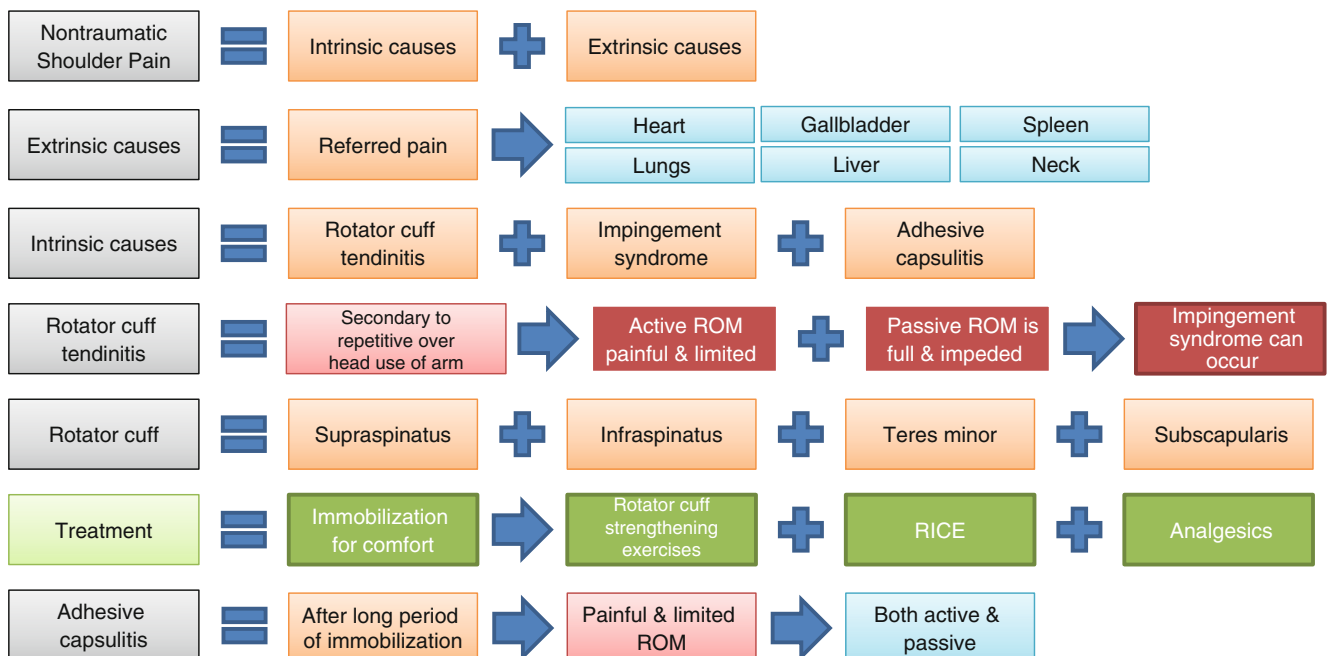 Nontraumatic
Shoulder Pain
Intrinsic causes
Extrinsic causes
Extrinsic causes
Referred pain
Heart
Gallbladder
Spleen
Lungs
Liver
Neck
Intrinsic causes
Rotator cuff
tendinitis
Impingement
syndrome
Adhesive
capsulitis
Rotator cuff
tendinitis
Secondary to
repetitive over
head use of arm
Active ROM
painful & limited
Passive ROM is
full & impeded
Impingement
syndrome can
occur
Rotator cuff
Supraspinatus
Infraspinatus
Teres minor
Subscapularis
Treatment
Immobilization
for comfort
Rotator cuff
strengthening
exercises
RICE
Analgesics
Adhesive
capsulitis
After long period
of immobilization
Painful & limited
ROM
Both active &
passive